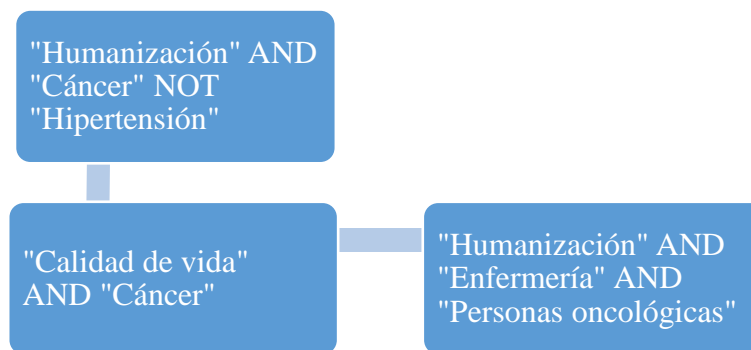 "Humanización" AND
"Cáncer" NOT
"Hipertensión"
"Calidad de vida"
AND "Cáncer"
"Humanización" AND
"Enfermería" AND
"Personas oncológicas"